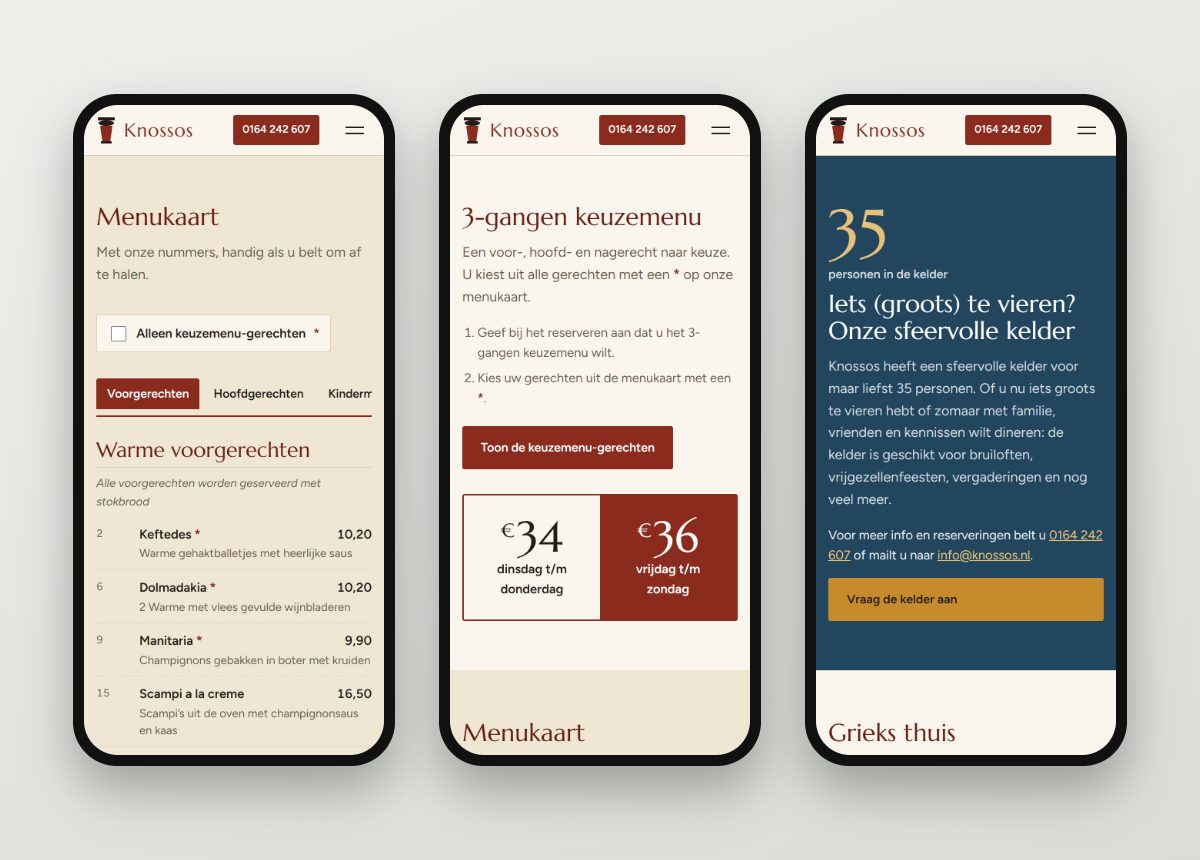 Knossos
0164 242 607
Menukaart
Met onze nummers, handig als u belt om af
te halen.
Alleen keuzemenu-gerechten *
Voorgerechten Hoofdgerechten Kinderm
Warme voorgerechten
Alle voorgerechten worden geserveerd met
stokbrood
2 Keftedes * 10,20
Warme gehaktballetjes met heerlijke saus
6 Dolmadakia * 10,20
2 Warme met vlees gevulde wijnbladeren
9 Manitaria * 9,90
Champignons gebakken in boter met kruiden
15 Scampi a la creme 16,50
Scampi's uit de oven met champignonsaus
en kaas
Knossos
0164 242 607
3-gangen keuzemenu
Een voor-, hoofd- en nagerecht naar keuze.
U kiest uit alle gerechten met een * op onze
menukaart.
1. Geef bij het reserveren aan dat u het 3-
gangen keuzemenu wilt.
2. Kies uw gerechten uit de menukaart met een
*.
Toon de keuzemenu-gerechten
€34
dinsdag t/m
donderdag
€36
vrijdag t/m
zondag
Menukaart
Knossos
0164 242 607
35
personen in de kelder
Iets (groots) te vieren?
Onze sfeervolle kelder
Knossos heeft een sfeervolle kelder voor
maar liefst 35 personen. Of u nu iets groots
te vieren hebt of zomaar met familie,
vrienden en kennissen wilt dineren: de
kelder is geschikt voor bruiloften,
vrijgezellenfeesten, vergaderingen en nog
veel meer.
Voor meer info en reserveringen belt u 0164 242
607 of mailt u naar info@knossos.nl.
Vraag de kelder aan
Grieks thuis